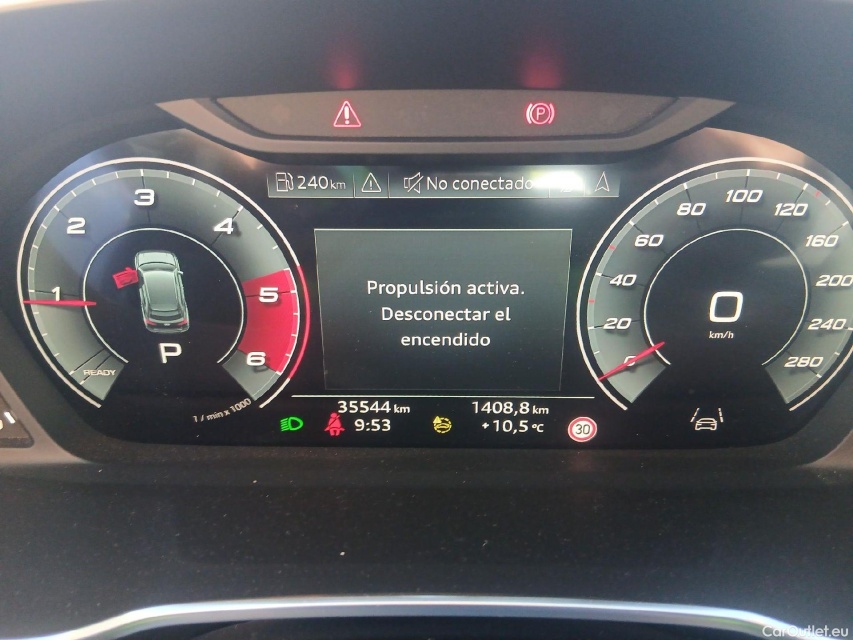 240 km
No conectado
3
2
4
1
5
6
READY
1 / min x 1000
P
P
Propulsión activa.
Desconectar el
encendido
100
80
120
60
160
40
200
20
240
0
280
0
km/h
35544 km
1408,8 km
9:53
+10,5 °C
30
CarOutlet.eu